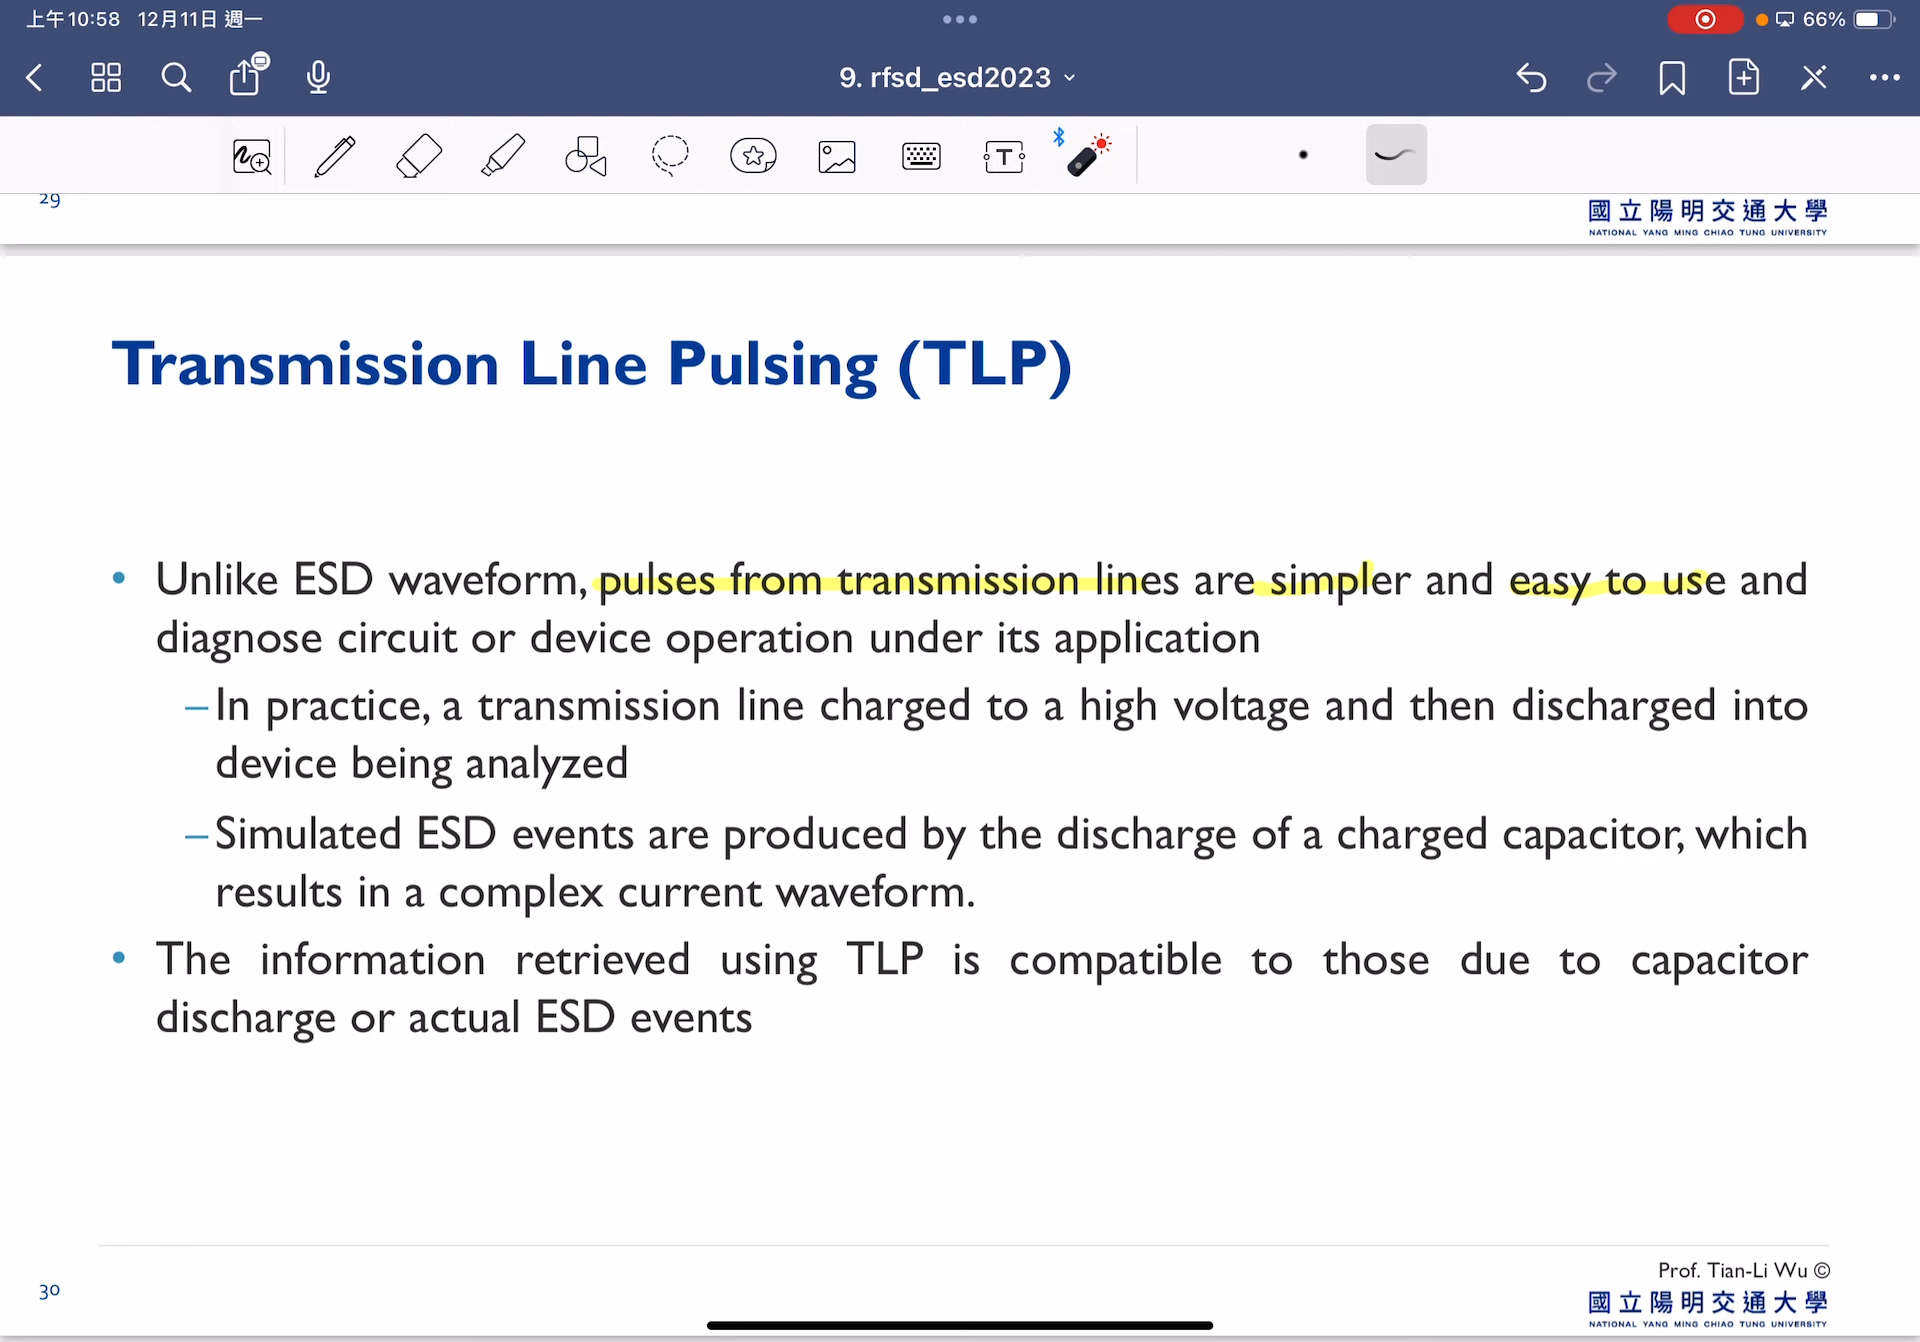 上午10:58 12月11日 週一
66%
9. rfsd_esd2023
T
29
國立陽明交通大學
NATIONAL YANG MING CHIAO TUNG UNIVERSITY
Transmission Line Pulsing (TLP)
• Unlike ESD waveform, pulses from transmission lines are simpler and easy to use and
diagnose circuit or device operation under its application
–In practice, a transmission line charged to a high voltage and then discharged into
device being analyzed
–Simulated ESD events are produced by the discharge of a charged capacitor, which
results in a complex current waveform.
• The information retrieved using TLP is compatible to those due to capacitor
discharge or actual ESD events
Prof. Tian-Li Wu ©
30
國立陽明交通大學
NATIONAL YANG MING CHIAO TUNG UNIVERSITY